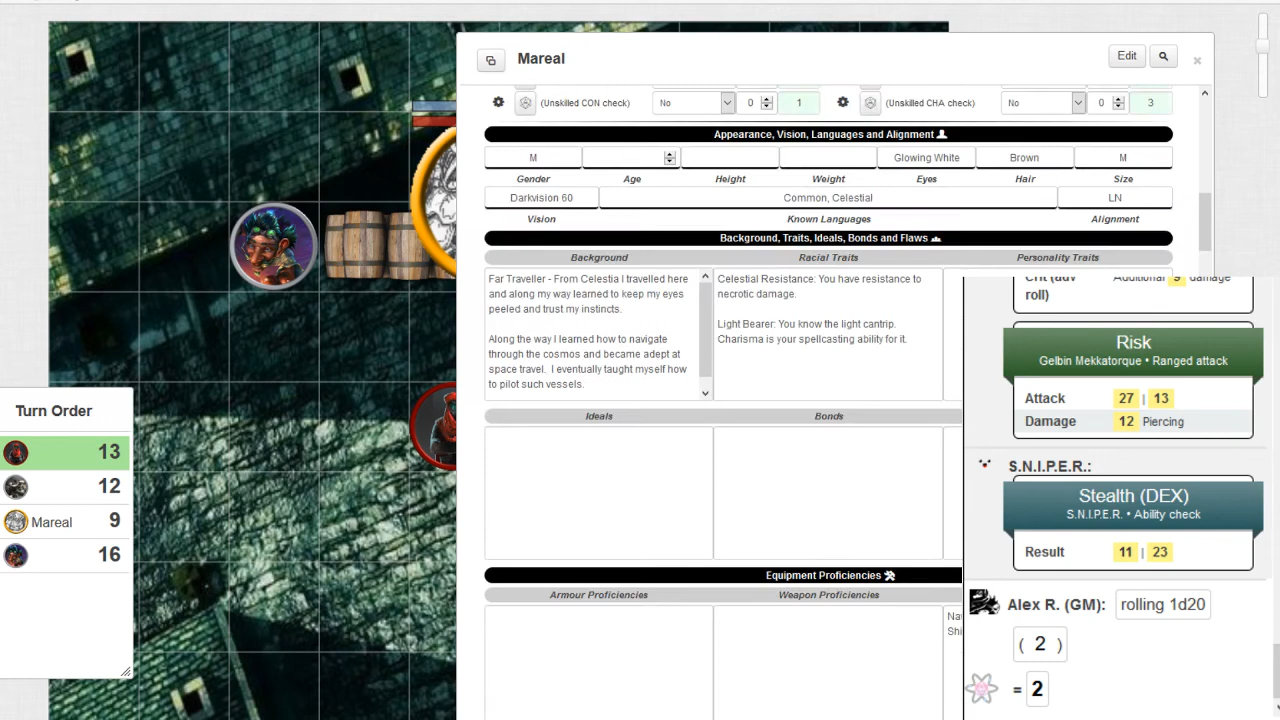 Mareal
Edit
×
(Unskilled CON check)
No
0
1
(Unskilled CHA check)
No
0
3
Appearance, Vision, Languages and Alignment
M
Glowing White
Brown
M
Gender
Age
Height
Weight
Eyes
Hair
Size
Darkvision 60
Common, Celestial
LN
Vision
Known Languages
Alignment
Background, Traits, Ideals, Bonds and Flaws
Background
Racial Traits
Personality Traits
Far Traveller - From Celestia I travelled here
and along my way learned to keep my eyes
peeled and trust my instincts.
Along the way I learned how to navigate
through the cosmos and became adept at
space travel. I eventually taught myself how
to pilot such vessels.
Celestial Resistance: You have resistance to
necrotic damage.
Light Bearer: You know the light cantrip.
Charisma is your spellcasting ability for it.
Ideals
Bonds
Equipment Proficiencies
Armour Proficiencies
Weapon Proficiencies
Turn Order
13
12
Mareal 9
16
Crit (adv
roll)
Additional 9 damage
Risk
Gelbin Mekkatorque • Ranged attack
Attack 27 | 13
Damage 12 Piercing
S.N.I.P.E.R.:
Stealth (DEX)
S.N.I.P.E.R. • Ability check
Result 11 | 23
Alex R. (GM): rolling 1d20
( 2 )
= 2